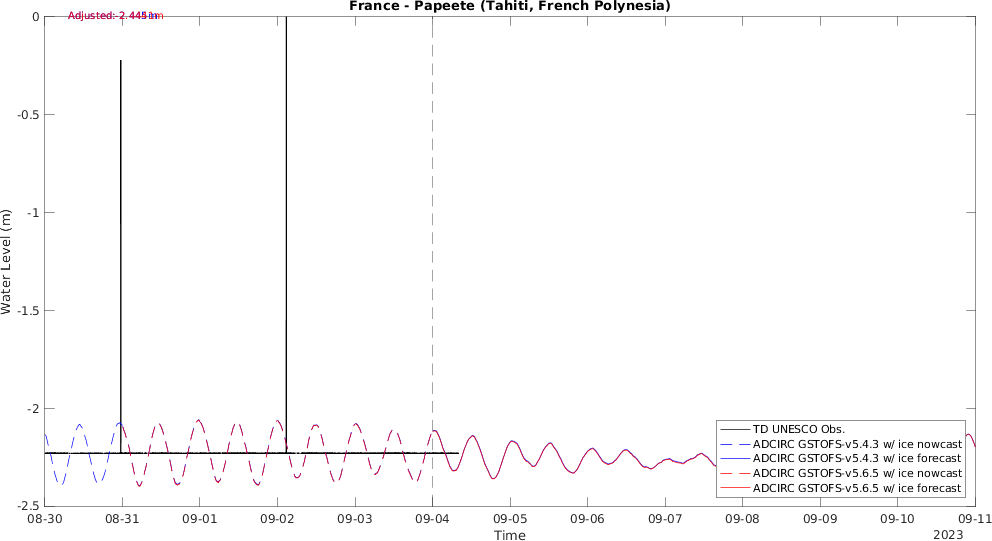 France - Papeete (Tahiti, French Polynesia)
Adjusted:-2.44
0
-0.5
-1
-1.5
-2
-2.5
Water Level (m)
TD UNESCO Obs.
ADCIRC GSTOFS-v5.4.3 w/ ice nowcast
ADCIRC GSTOFS-v5.4.3 w/ ice forecast
ADCIRC GSTOFS-v5.6.5 w/ ice nowcast
ADCIRC GSTOFS-v5.6.5 w/ ice forecast
08-30 08-31 09-01 09-02 09-03 09-04 09-05 09-06 09-07 09-08 09-09 09-10 09-11
Time
2023